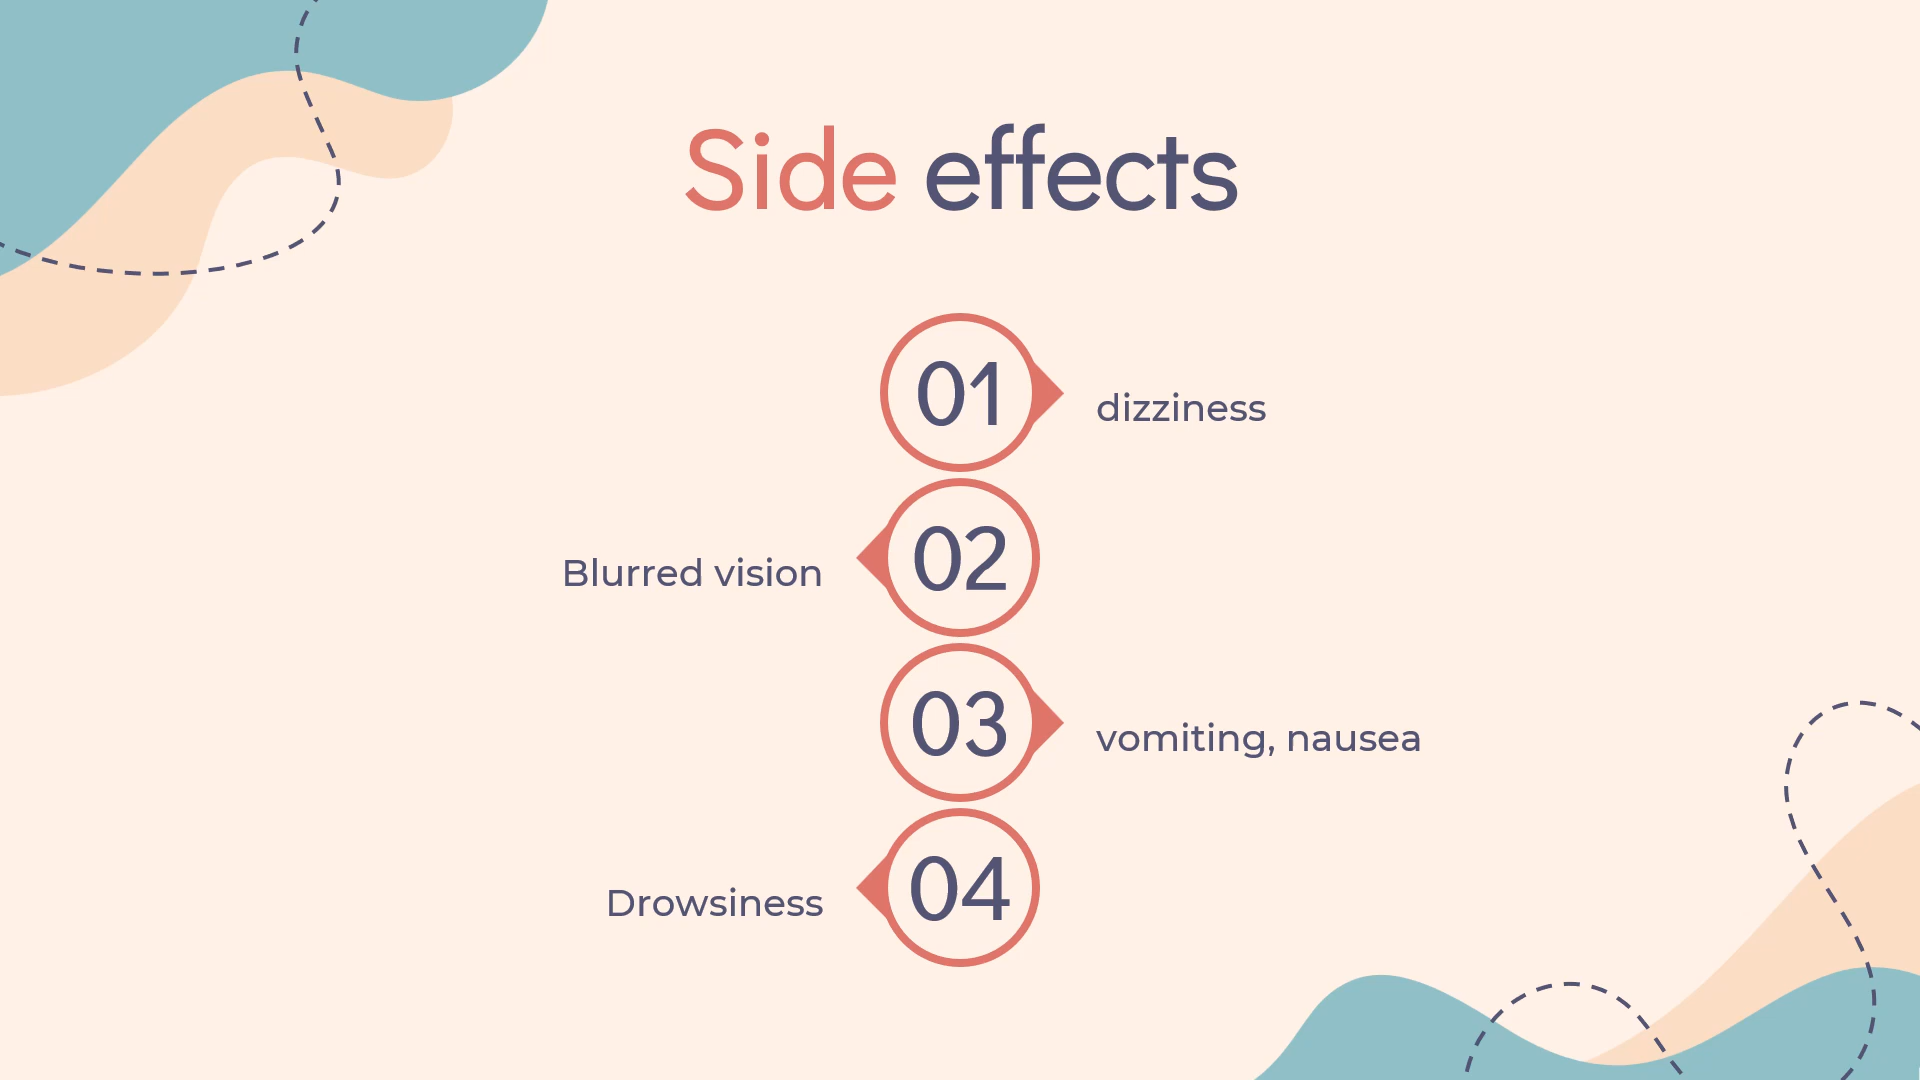 Side effects
01
dizziness
Blurred vision
02
03
vomiting, nausea
Drowsiness
04